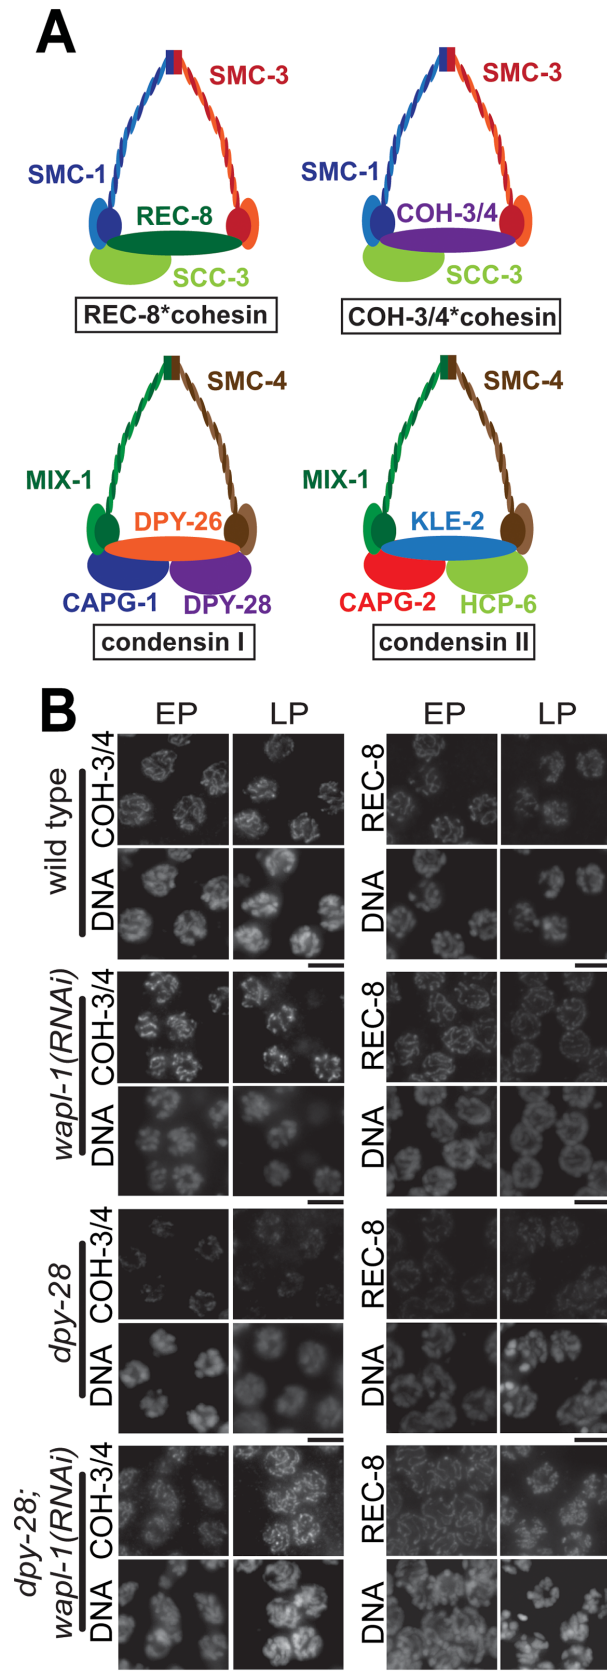 A
SMC-3
SMC-3
SMC-1
SMC-1
REC-8
COH-3/4
SCC-3
SCC-3
REC-8*cohesin
COH-3/4*cohesin
SMC-4
SMC-4
MIX-1
MIX-1
DPY-26
KLE-2
CAPG-1
DPY-28
CAPG-2
HCP-6
condensin I
condensin II
B
EP
LP
EP
LP
wild type
COH-3/4
REC-8
DNA
DNA
wapl-1(RNAi)
COH-3/4
REC-8
DNA
DNA
dpy-28
COH-3/4
REC-8
DNA
DNA
dpy-28;
wapl-1(RNAi)
COH-3/4
REC-8
DNA
DNA